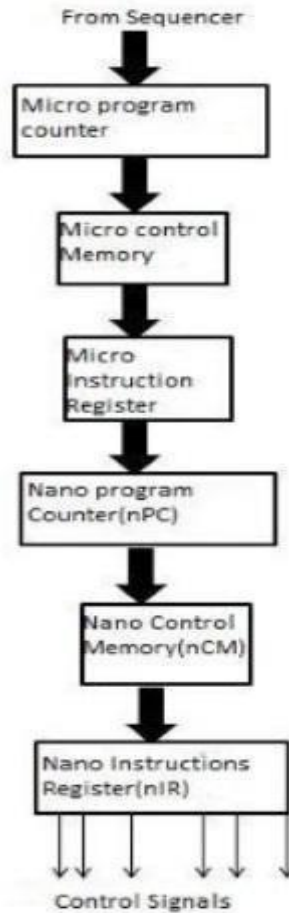 From Sequencer
Micro program
counter
Micro control
Memory
Micro
Instruction
Register
Nano program
Counter(nPC)
Nano Control
Memory(nCM)
Nano Instructions
Register(nIR)
Control Signals